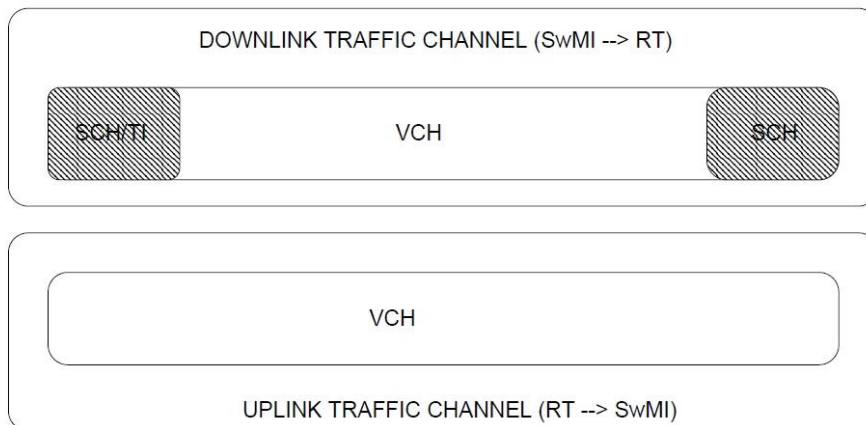 DOWNLINK TRAFFIC CHANNEL (SwMI --> RT)
SCH/TI VCH SCH
VCH
UPLINK TRAFFIC CHANNEL (RT --> SwMI)